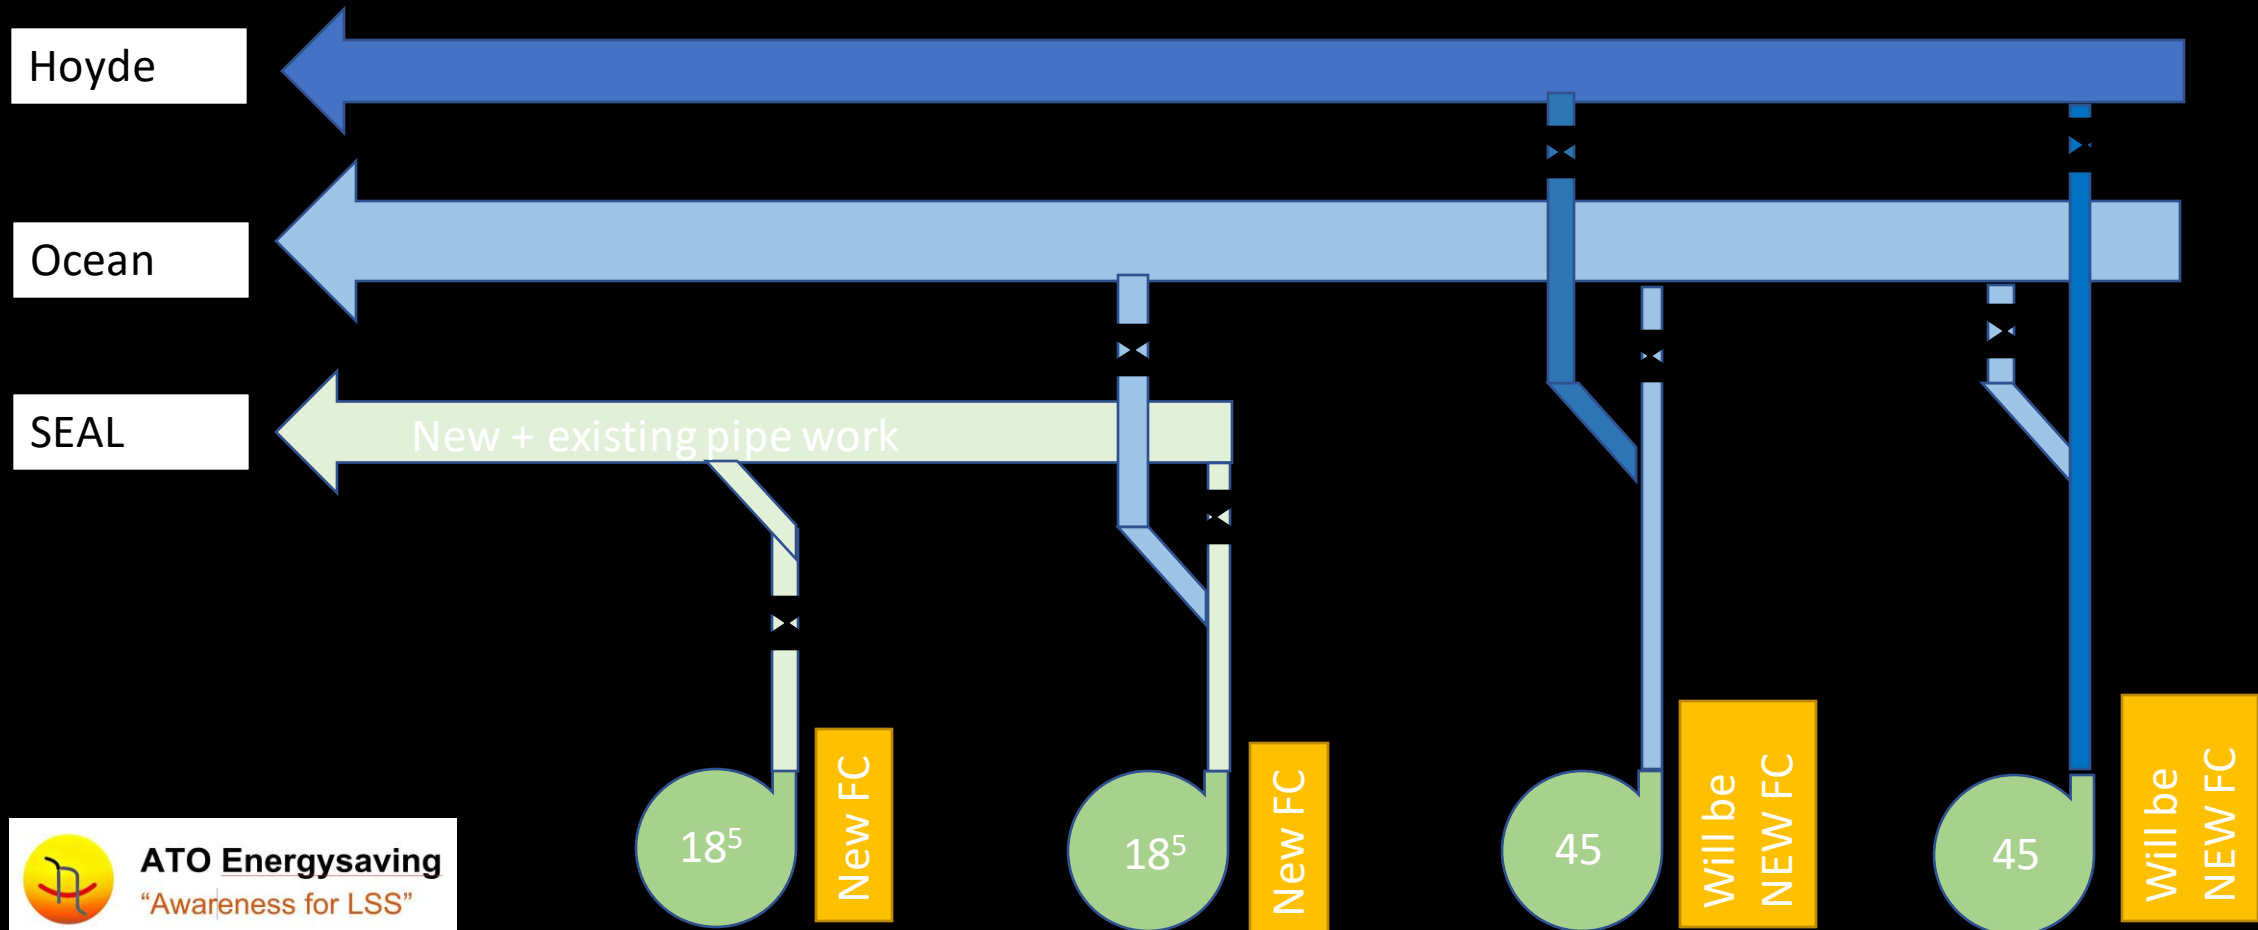 Hoyde
Ocean
SEAL
New + existing pipe work
18⁵
New FC
18⁵
New FC
45
Will be
NEW FC
45
Will be
NEW FC
ATO Energysaving
“Awareness for LSS”